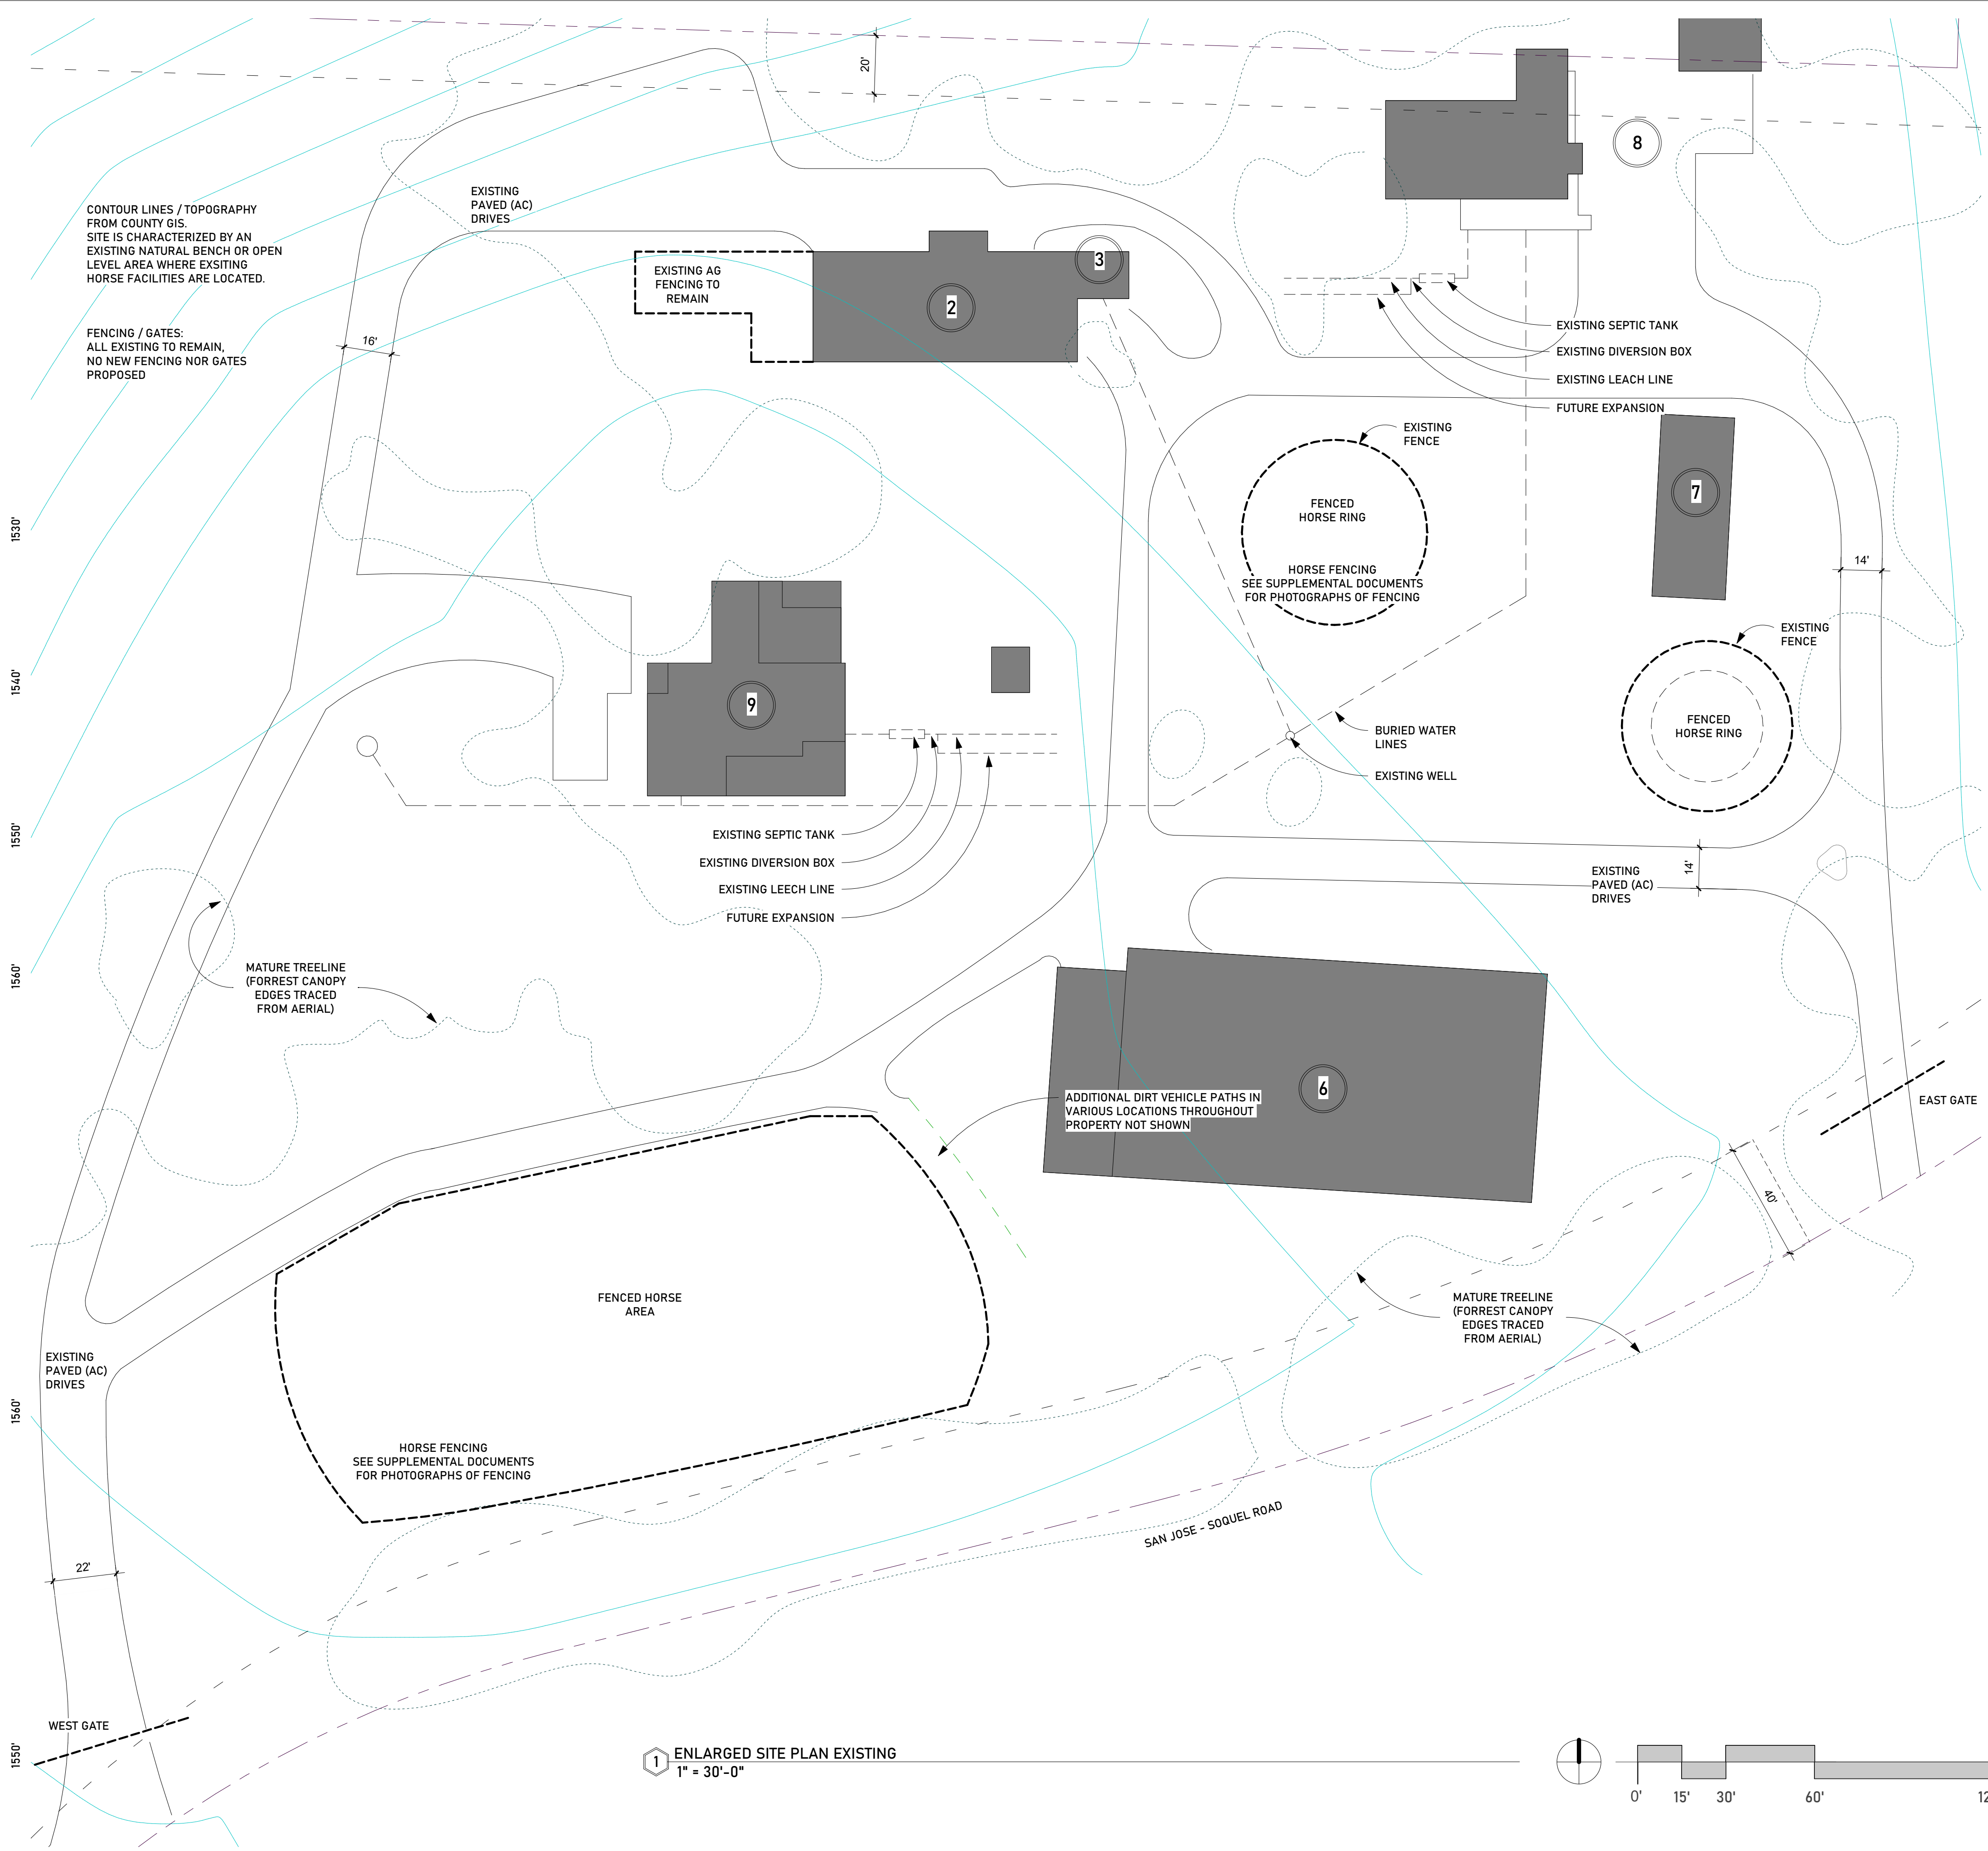 20'
8
CONTOUR LINES / TOPOGRAPHY
FROM COUNTY GIS.
SITE IS CHARACTERIZED BY AN
EXISTING NATURAL BENCH OR OPEN
LEVEL AREA WHERE EXSITING
HORSE FACILITIES ARE LOCATED.
FENCING / GATES:
ALL EXISTING TO REMAIN,
NO NEW FENCING NOR GATES
PROPOSED
EXISTING
PAVED (AC)
DRIVES
16'
EXISTING AG
FENCING TO
REMAIN
2
3
EXISTING SEPTIC TANK
EXISTING DIVERSION BOX
EXISTING LEACH LINE
FUTURE EXPANSION
EXISTING
FENCE
FENCED
HORSE RING
HORSE FENCING
SEE SUPPLEMENTAL DOCUMENTS
FOR PHOTOGRAPHS OF FENCING
7
14'
EXISTING
FENCE
FENCED
HORSE RING
1530'
1540'
1550'
1560'
9
BURIED WATER
LINES
EXISTING WELL
EXISTING SEPTIC TANK
EXISTING DIVERSION BOX
EXISTING LEECH LINE
FUTURE EXPANSION
14'
EXISTING
PAVED (AC)
DRIVES
MATURE TREELINE
(FORREST CANOPY
EDGES TRACED
FROM AERIAL)
6
ADDITIONAL DIRT VEHICLE PATHS IN
VARIOUS LOCATIONS THROUGHOUT
PROPERTY NOT SHOWN
EAST GATE
40'
FENCED HORSE
AREA
MATURE TREELINE
(FORREST CANOPY
EDGES TRACED
FROM AERIAL)
EXISTING
PAVED (AC)
DRIVES
1560'
HORSE FENCING
SEE SUPPLEMENTAL DOCUMENTS
FOR PHOTOGRAPHS OF FENCING
SAN JOSE - SOQUEL ROAD
22'
WEST GATE
1550'
1 ENLARGED SITE PLAN EXISTING
1" = 30'-0"
0' 15' 30' 60'